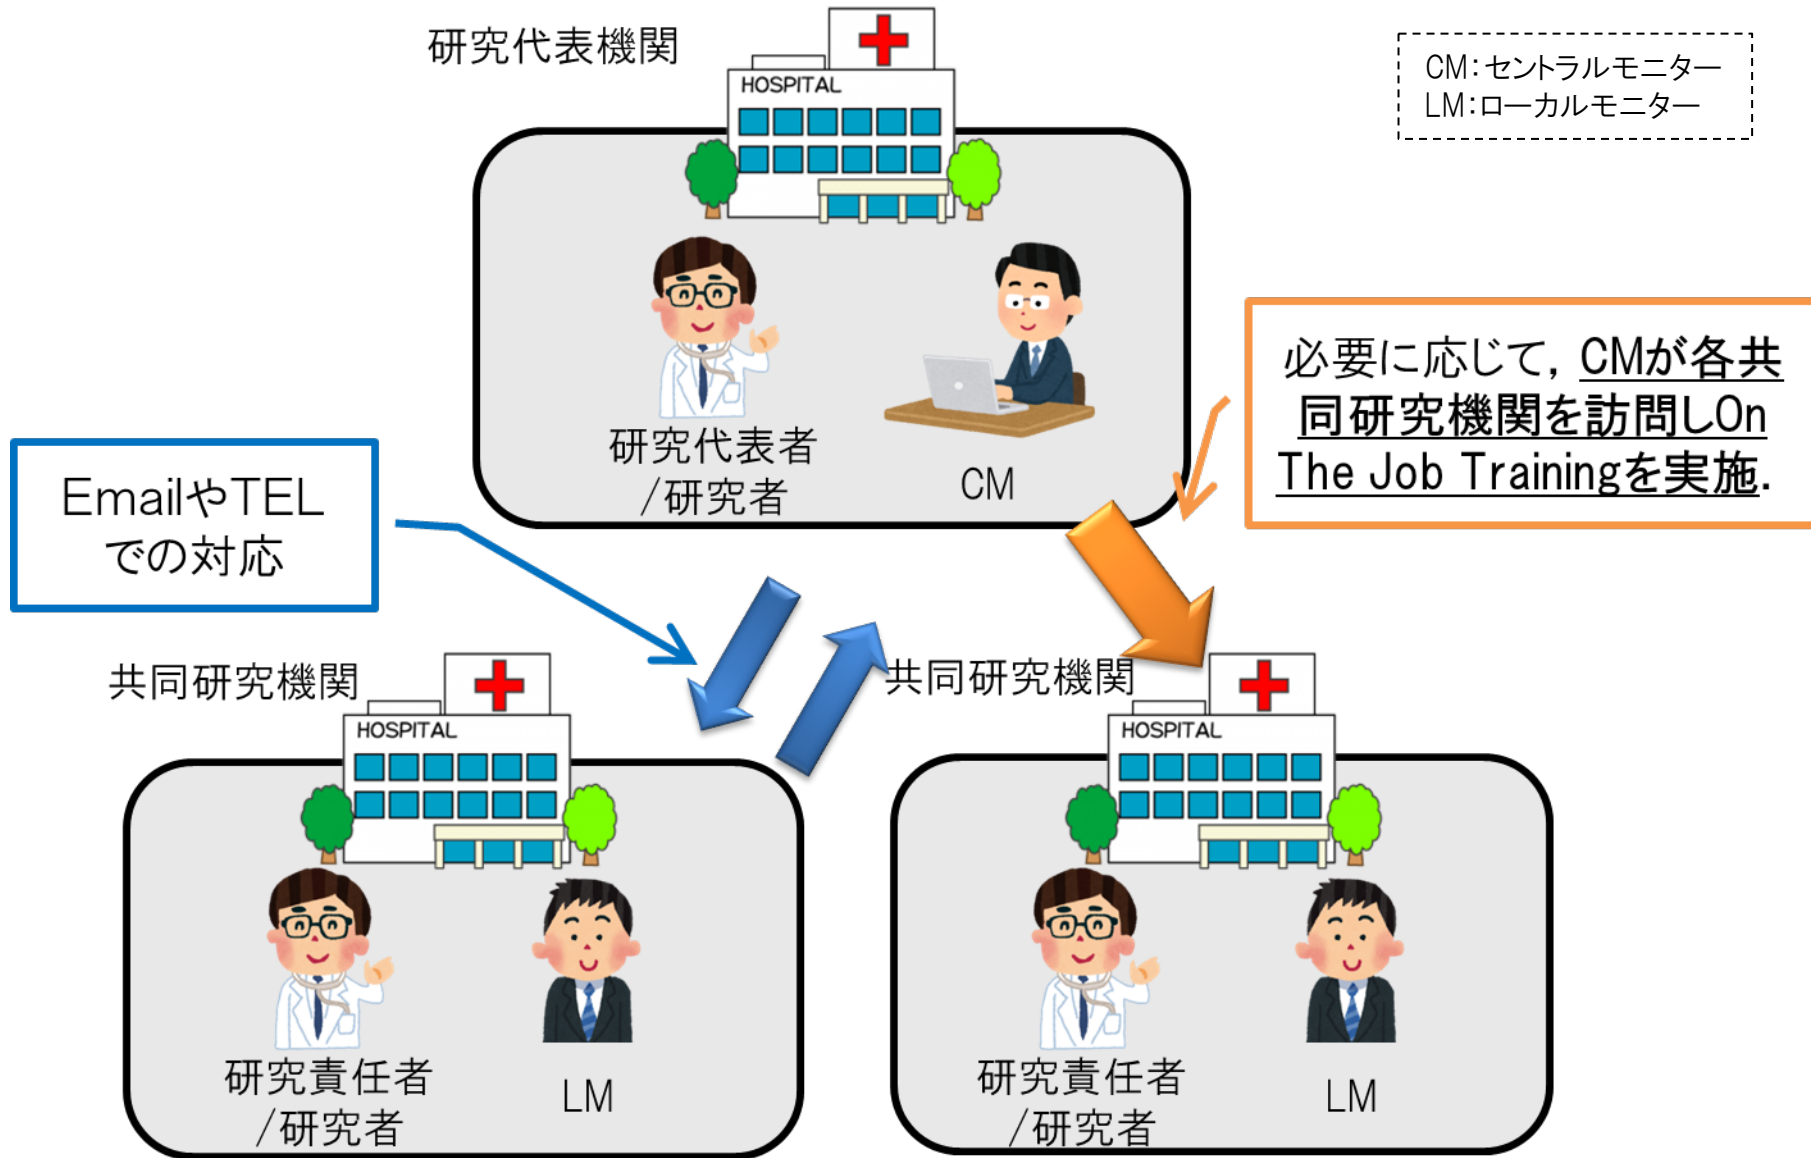 研究代表機関
HOSPITAL
CM：セントラルモニター
LM：ローカルモニター
研究代表者
/研究者
CM
必要に応じて，CMが各共
同研究機関を訪問しOn
The Job Trainingを実施．
EmailやTEL
での対応
共同研究機関
HOSPITAL
研究責任者
/研究者
LM
共同研究機関
HOSPITAL
研究責任者
/研究者
LM